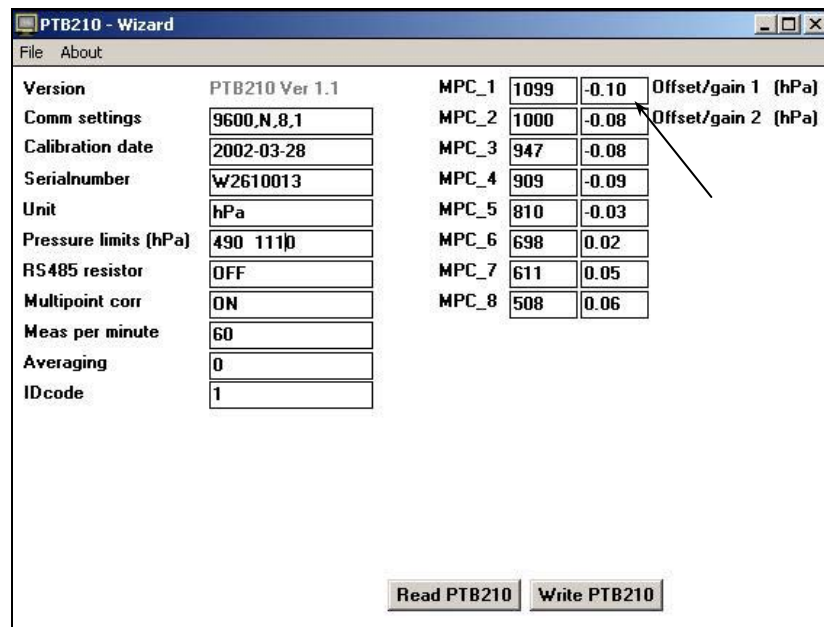 PTB210 - Wizard
File About
Version PTB210 Ver 1.1
Comm settings 9600,N,8,1
Calibration date 2002-03-28
Serialnumber W2610013
Unit hPa
Pressure limits (hPa) 490 1110
RS485 resistor OFF
Multipoint corr ON
Meas per minute 60
Averaging 0
IDcode 1
MPC_1 1099 -0.10 Offset/gain 1 (hPa)
MPC_2 1000 -0.08 Offset/gain 2 (hPa)
MPC_3 947 -0.08
MPC_4 909 -0.09
MPC_5 810 -0.03
MPC_6 698 0.02
MPC_7 611 0.05
MPC_8 508 0.06
Read PTB210 Write PTB210